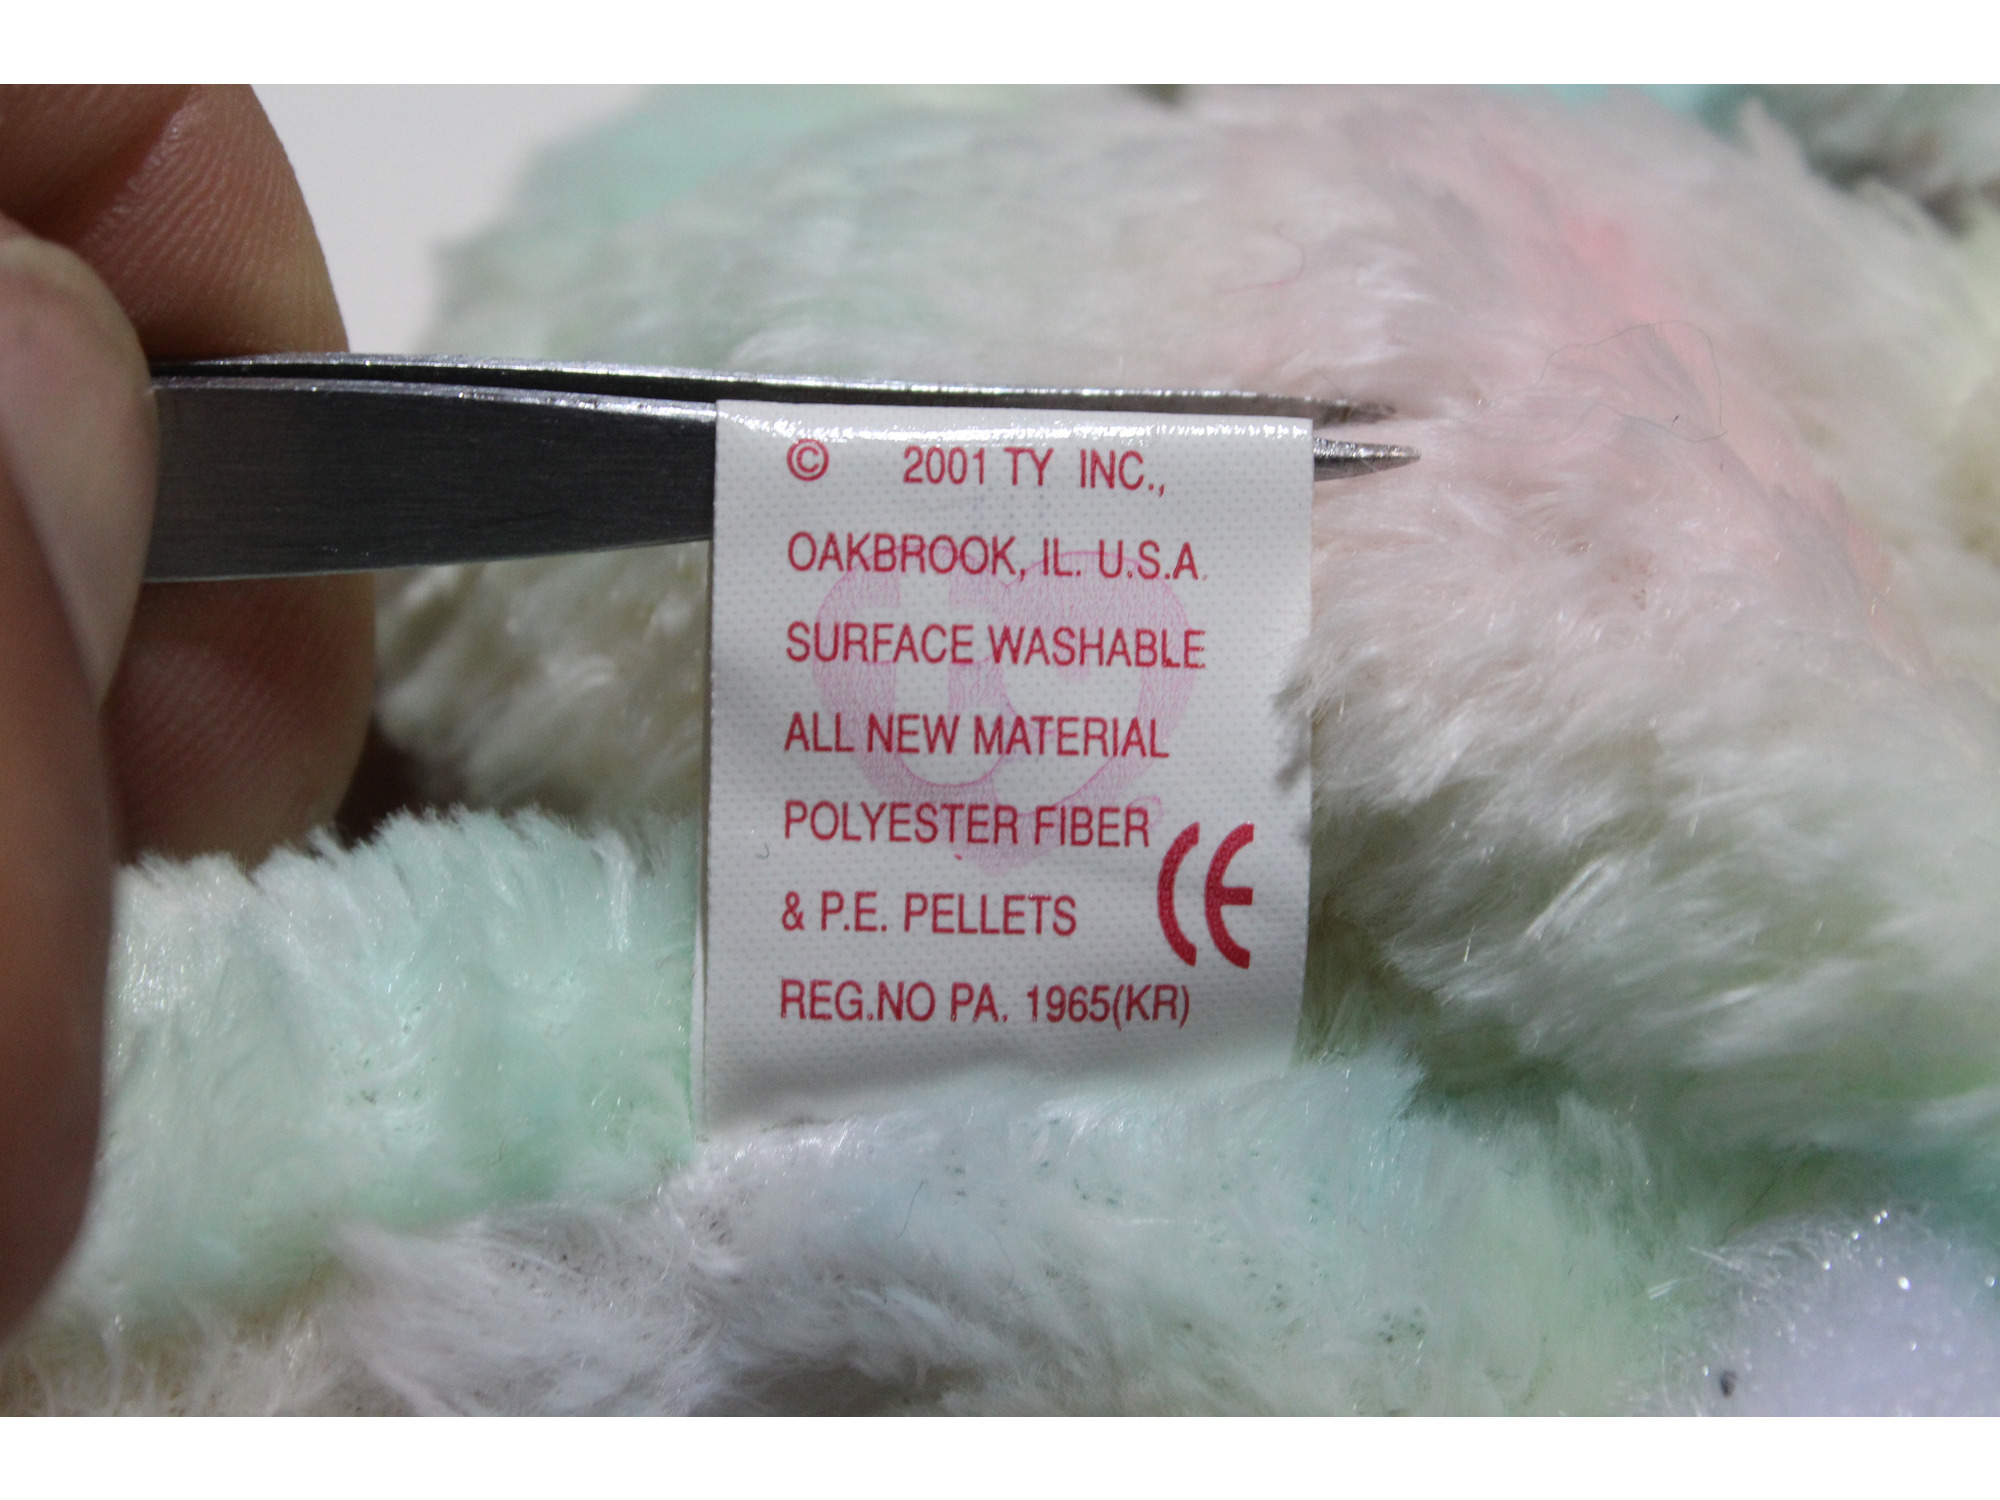 © 2001 TY INC.,
OAKBROOK, IL. U.S.A.
SURFACE WASHABLE
ALL NEW MATERIAL
POLYESTER FIBER
& P.E. PELLETS
CE
REG.NO PA. 1965(KR)